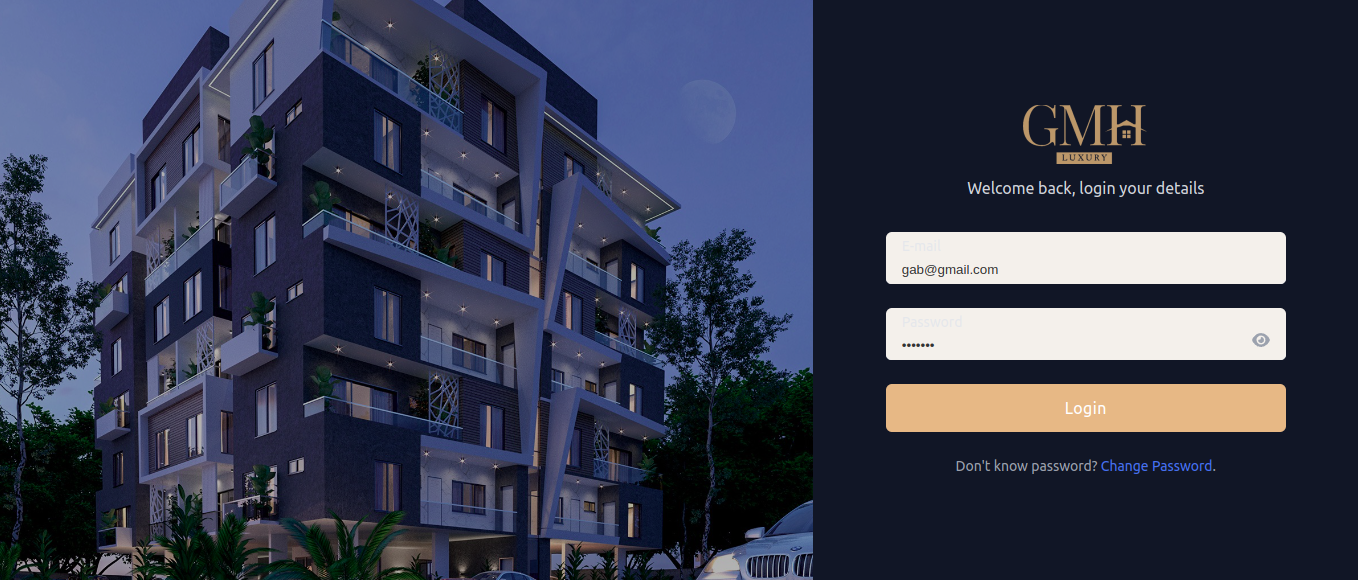 GMH
LUXURY
Welcome back, login your details
E-mail
gab@gmail.com
Password
•••••••
Login
Don't know password? Change Password.